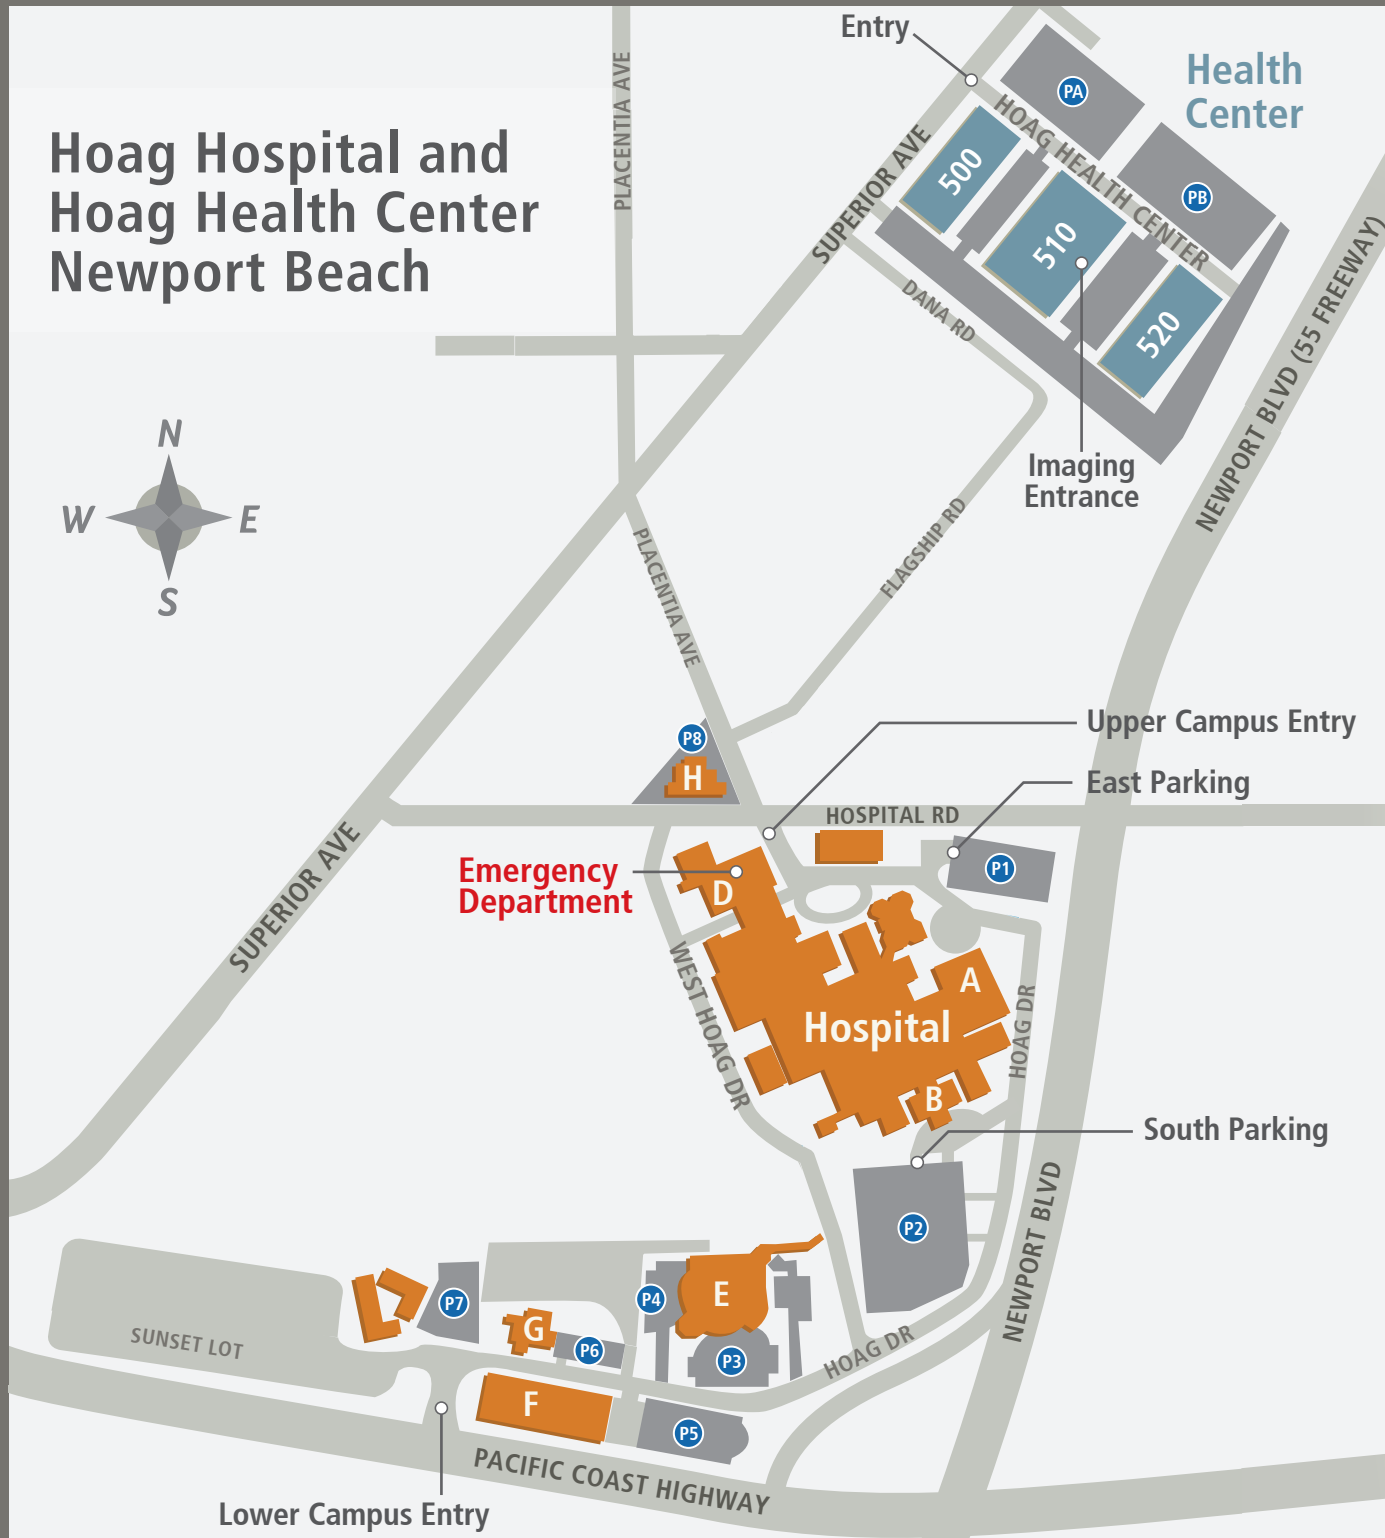 Entry
PLACENTIA AVE
Health
Center
PA
HOAG HEALTH CENTER
Hoag Hospital and
Hoag Health Center
Newport Beach
500
SUPERIOR AVE
PB
510
DANA RD
520
NEWPORT BLVD (55 FREEWAY)
N
W
E
S
Imaging
Entrance
FLAGSHIP RD
PLACENTIA AVE
Upper Campus Entry
P8
H
East Parking
HOSPITAL RD
SUPERIOR AVE
Emergency
Department
D
P1
A
Hospital
WEST HOAG DR
HOAG DR
B
South Parking
P2
NEWPORT BLVD
E
P4
P7
G
P6
P3
SUNSET LOT
HOAG DR
F
P5
PACIFIC COAST HIGHWAY
Lower Campus Entry